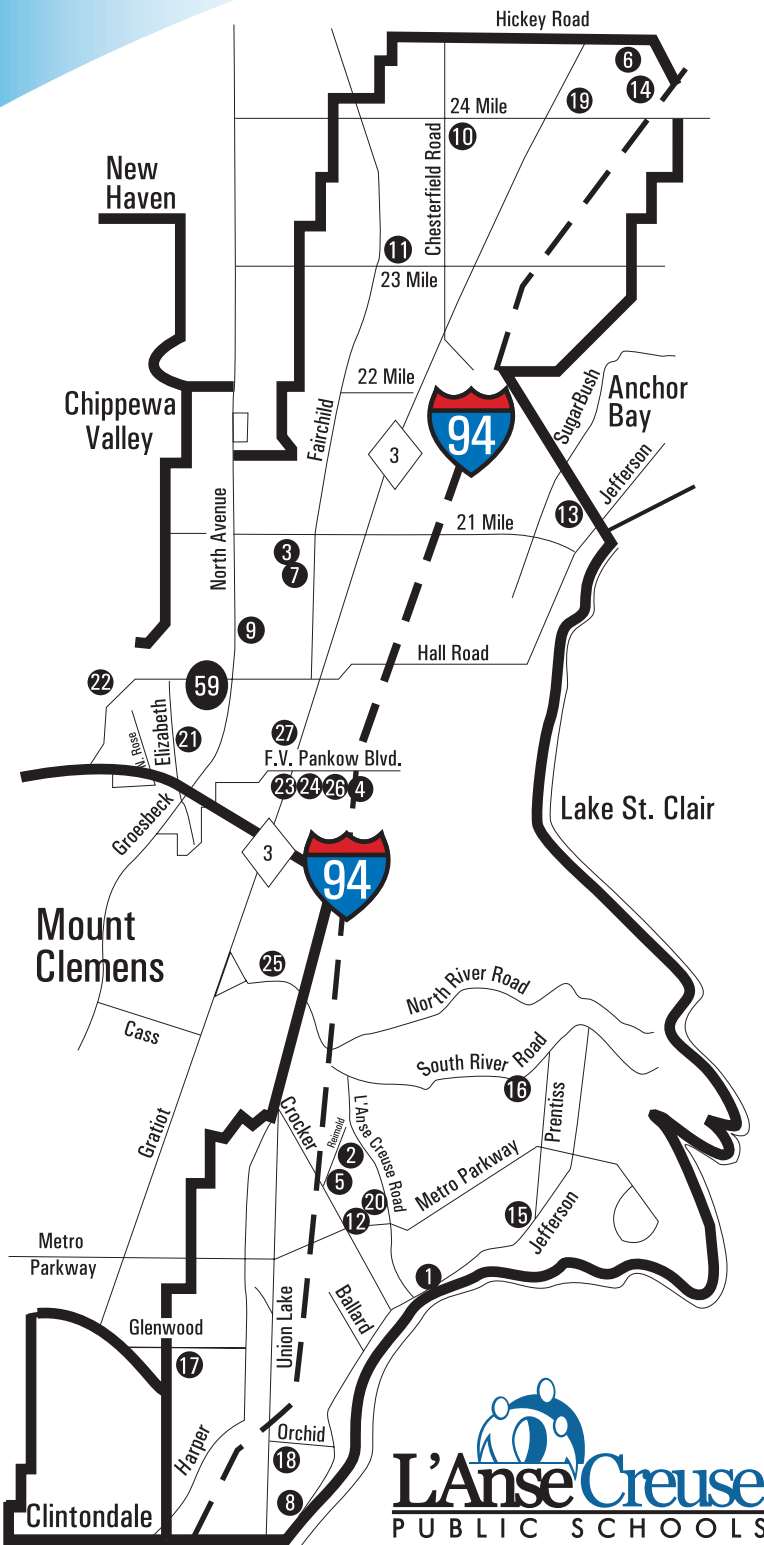 Hickey Road
6
14
19
24 Mile
10
Chesterfield Road
New
Haven
11
23 Mile
22 Mile
Fairchild
SugarBush
Anchor
Bay
Chippewa
Valley
94
3
Jefferson
13
21 Mile
North Avenue
3
7
9
Hall Road
22
59
N. Rose
Elizabeth
21
27
F.V. Pankow Blvd.
23
24
26
4
Groesbeck
Lake St. Clair
3
94
Mount
Clemens
25
North River Road
Cass
South River Road
16
Prentiss
Gratiot
Crocker
Reimold
L'Anse Creuse Road
2
5
20
12
Metro Parkway
15
Jefferson
Metro
Parkway
1
Union Lake
Ballard
Glenwood
17
Harper
Orchid
18
8
Clintondale
L'Anse Creuse
PUBLIC SCHOOLS